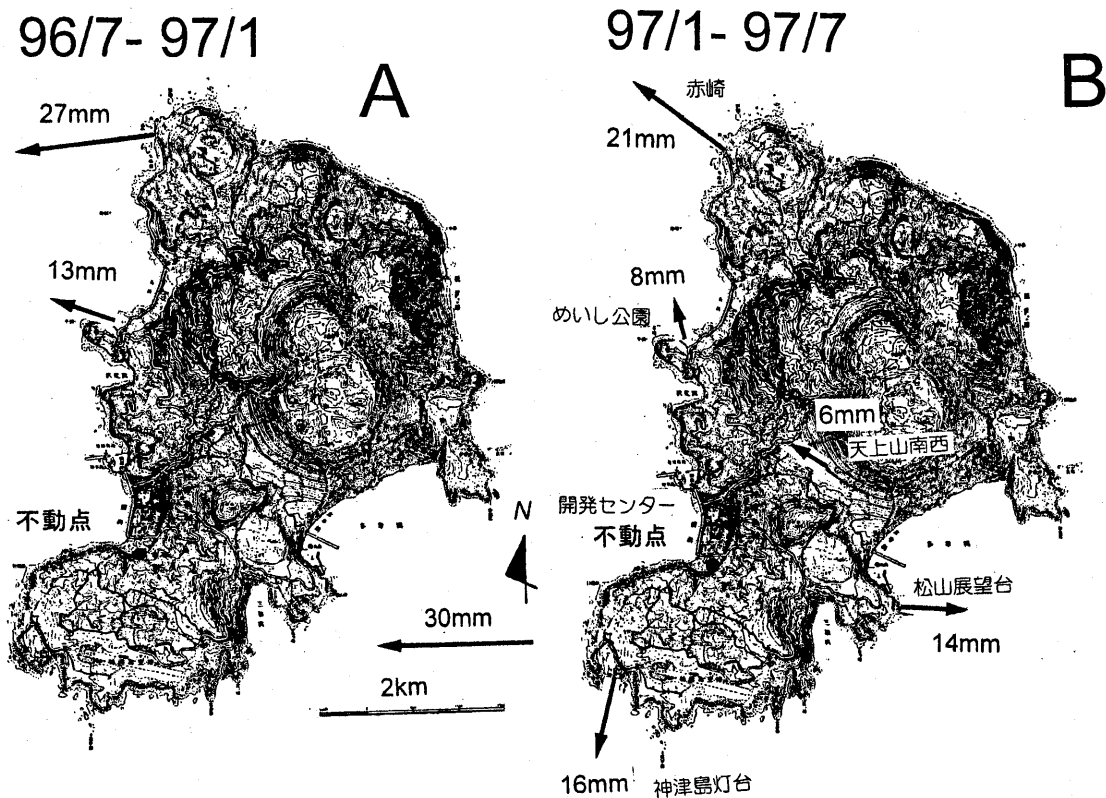 96/7- 97/1
A
27mm
13mm
不動点
N
30mm
2km
97/1- 97/7
B
赤崎
21mm
8mm
めいし公園
6mm
天上山南西
開発センター
不動点
松山展望台
14mm
16mm
神津島灯台